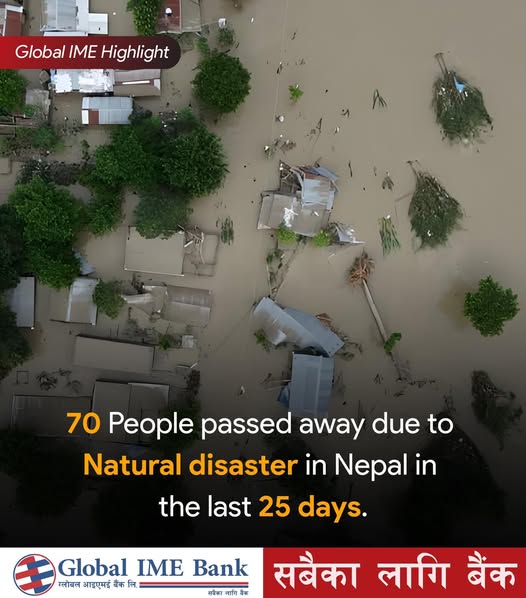 Global IME Highlight
70 People passed away due to
Natural disaster in Nepal in
the last 25 days.
Global IME Bank
ग्लोबल आइएमई बैंक लि.
सबैका लागि बैंक
सबैका लागि बैंक